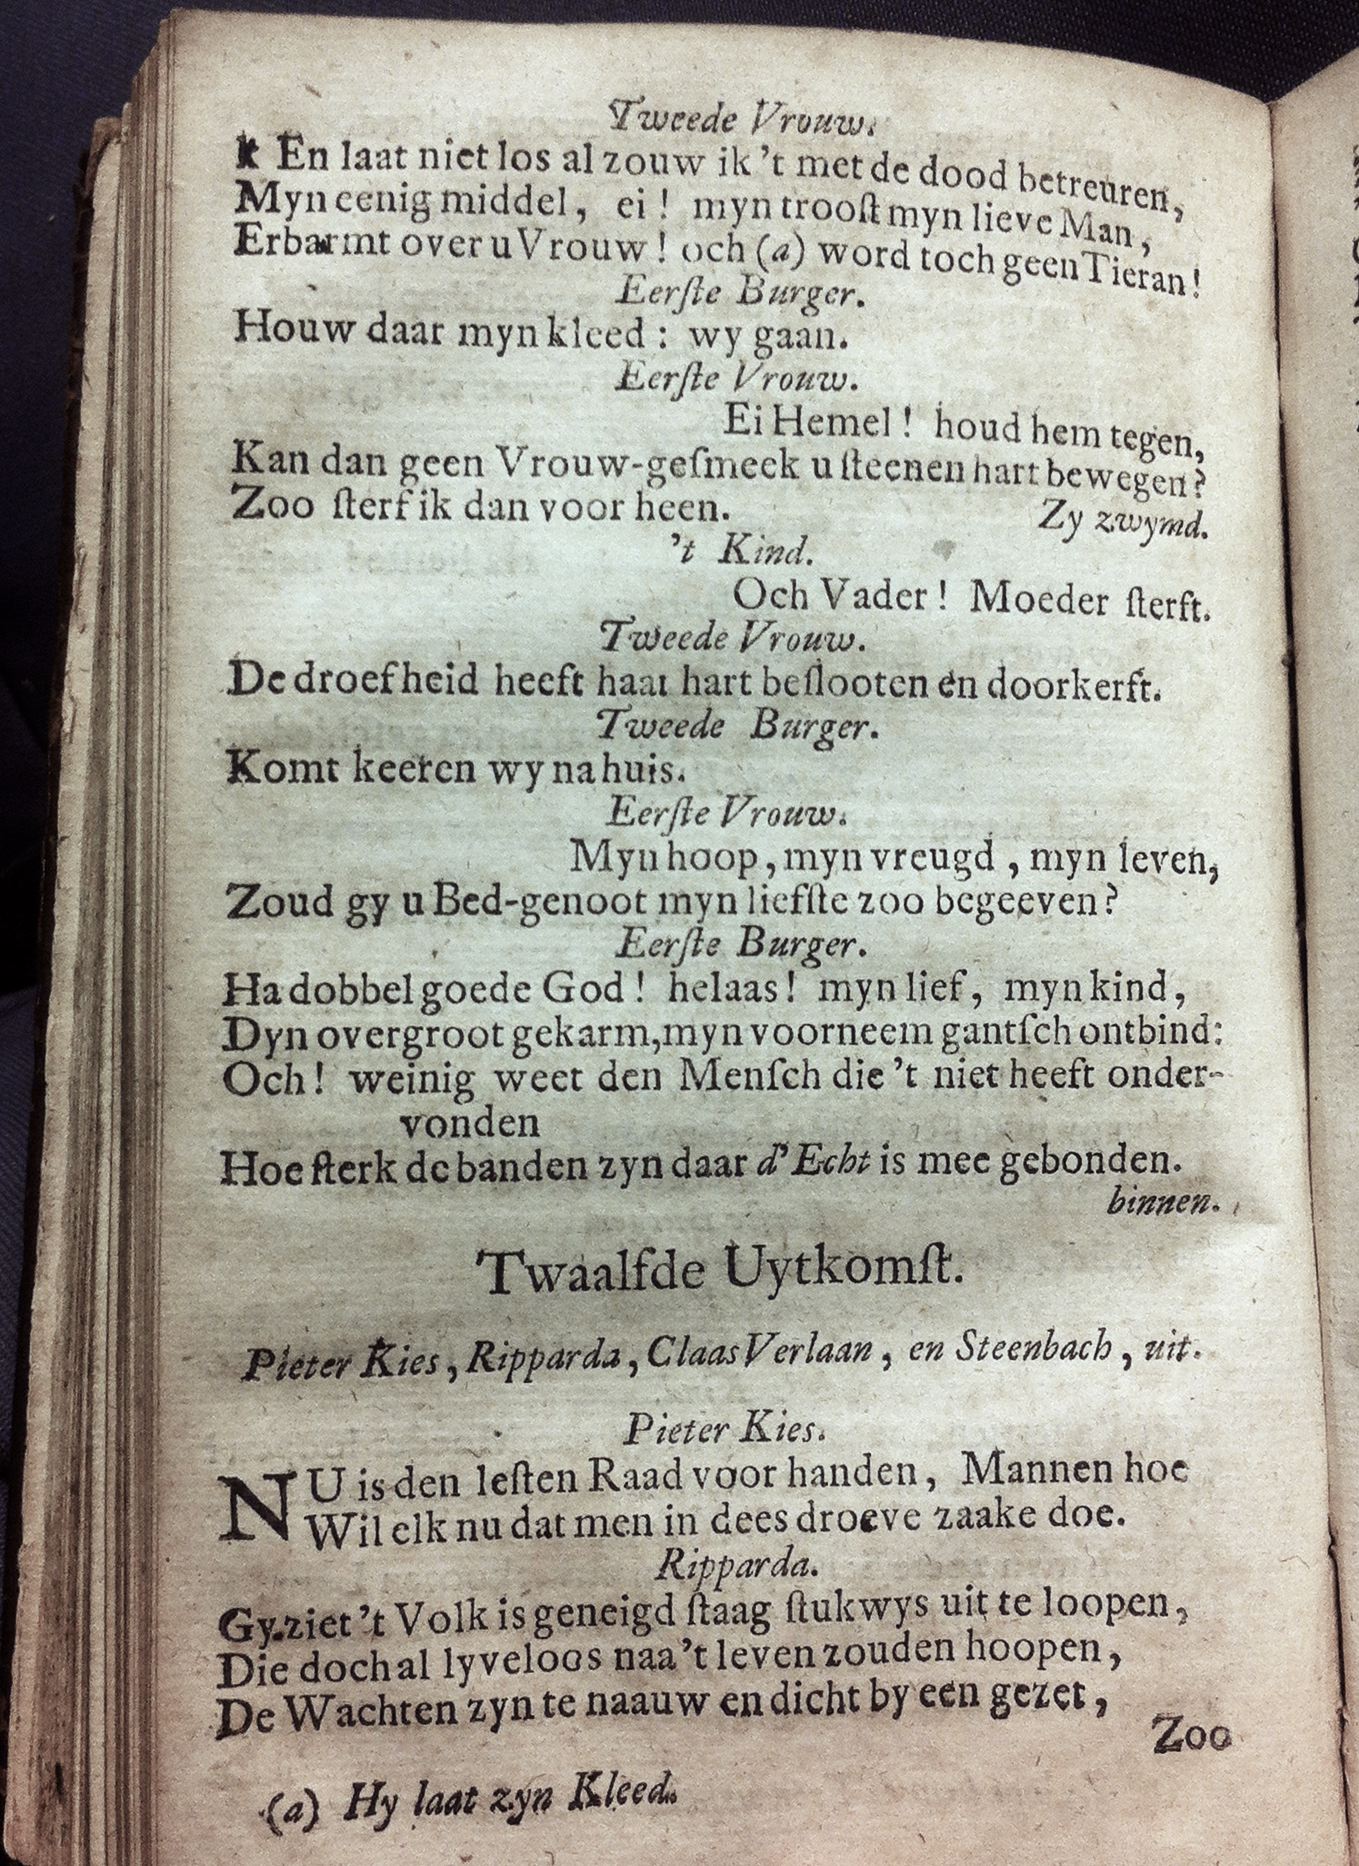 Tweede Vrouw.
k En laat niet los al zouw ik 't met de dood betreuren,
Myn eenig middel, ei! myn trooſt myn lieve Man,
Erbarmt over u Vrouw! och (a) word toch geen Tieran!
Eerſte Burger.
Houw daar myn kleed: wy gaan.
Eerſte Vrouw.
Ei Hemel! houd hem tegen,
Kan dan geen Vrouw-geſmeek u ſteenen hart bewegen?
Zoo ſterf ik dan voor heen. Zy zwymd.
't Kind.
Och Vader! Moeder ſterft.
Tweede Vrouw.
De droefheid heeft haar hart beſlooten en doorkerft.
Tweede Burger.
Komt keeren wy na huis.
Eerſte Vrouw.
Myn hoop, myn vreugd, myn leven,
Zoud gy u Bed-genoot myn liefſte zoo begeeven?
Eerſte Burger.
Ha dobbel goede God! helaas! myn lief, myn kind,
Dyn overgroot gekarm, myn voorneem gantſch ontbind:
Och! weinig weet den Menſch die 't niet heeft onder-
vonden
Hoe ſterk de banden zyn daar d'Echt is mee gebonden.
binnen.
Twaalfde Uytkomſt.
Pieter Kies, Ripparda, Claas Verlaan, en Steenbach, uit.
Pieter Kies.
NU is den leſten Raad voor handen, Mannen hoe
Wil elk nu dat men in dees droeve zaake doe.
Ripparda.
Gy ziet 't Volk is geneigd ſtaag ſtukwys uit te loopen,
Die doch al lyveloos naa 't leven zouden hoopen,
De Wachten zyn te naauw en dicht by een gezet,
Zoo
(a) Hy laat zyn Kleed.